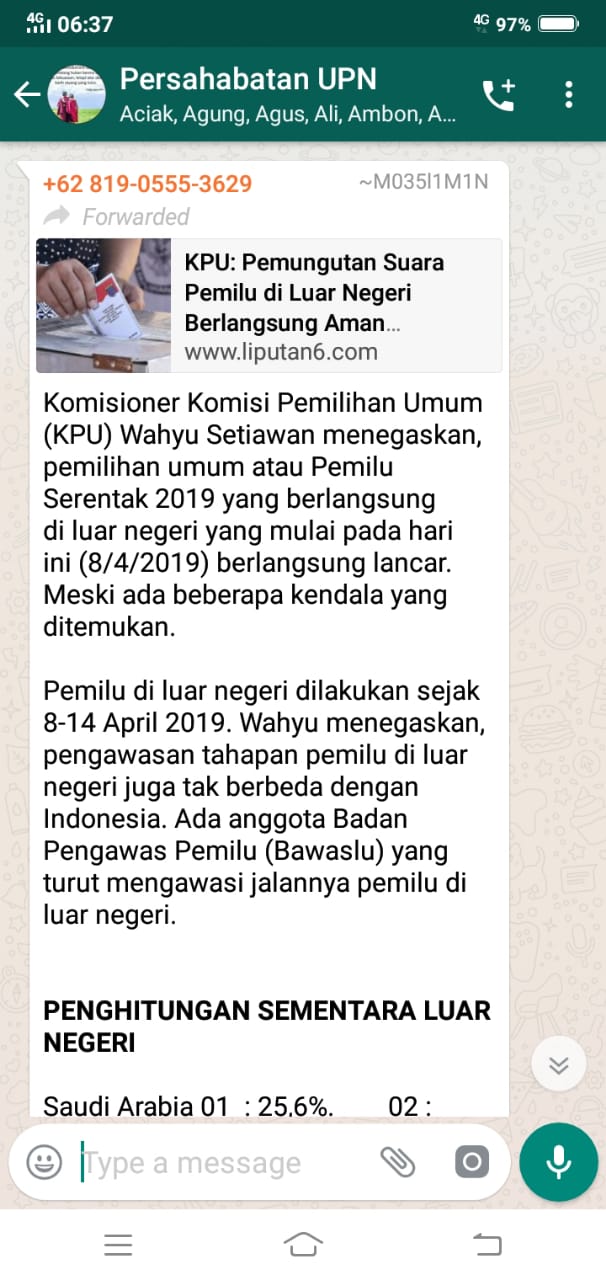 4G 06:37 4G 97%
Persahabatan UPN
Aciak, Agung, Agus, Ali, Ambon, A...
+62 819-0555-3629 ~M035l1M1N
Forwarded
KPU: Pemungutan Suara
Pemilu di Luar Negeri
Berlangsung Aman...
www.liputan6.com
Komisioner Komisi Pemilihan Umum
(KPU) Wahyu Setiawan menegaskan,
pemilihan umum atau Pemilu
Serentak 2019 yang berlangsung
di luar negeri yang mulai pada hari
ini (8/4/2019) berlangsung lancar.
Meski ada beberapa kendala yang
ditemukan.
Pemilu di luar negeri dilakukan sejak
8-14 April 2019. Wahyu menegaskan,
pengawasan tahapan pemilu di luar
negeri juga tak berbeda dengan
Indonesia. Ada anggota Badan
Pengawas Pemilu (Bawaslu) yang
turut mengawasi jalannya pemilu di
luar negeri.
PENGHITUNGAN SEMENTARA LUAR
NEGERI
Saudi Arabia 01 : 25,6%. 02 :
Type a message